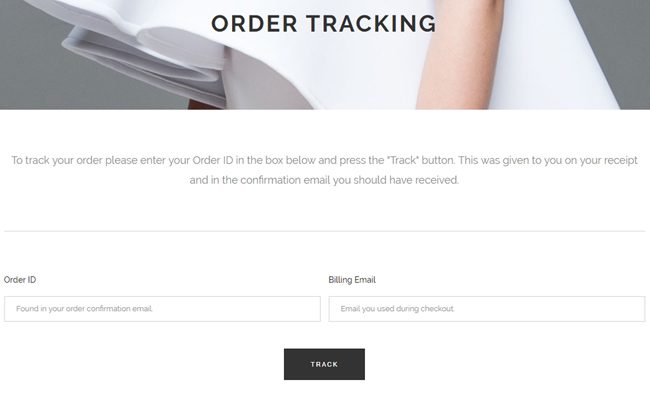 ORDER TRACKING
To track your order please enter your Order ID in the box below and press the "Track" button. This was given to you on your receipt
and in the confirmation email you should have received.
Order ID
Billing Email
Found in your order confirmation email.
Email you used during checkout.
TRACK